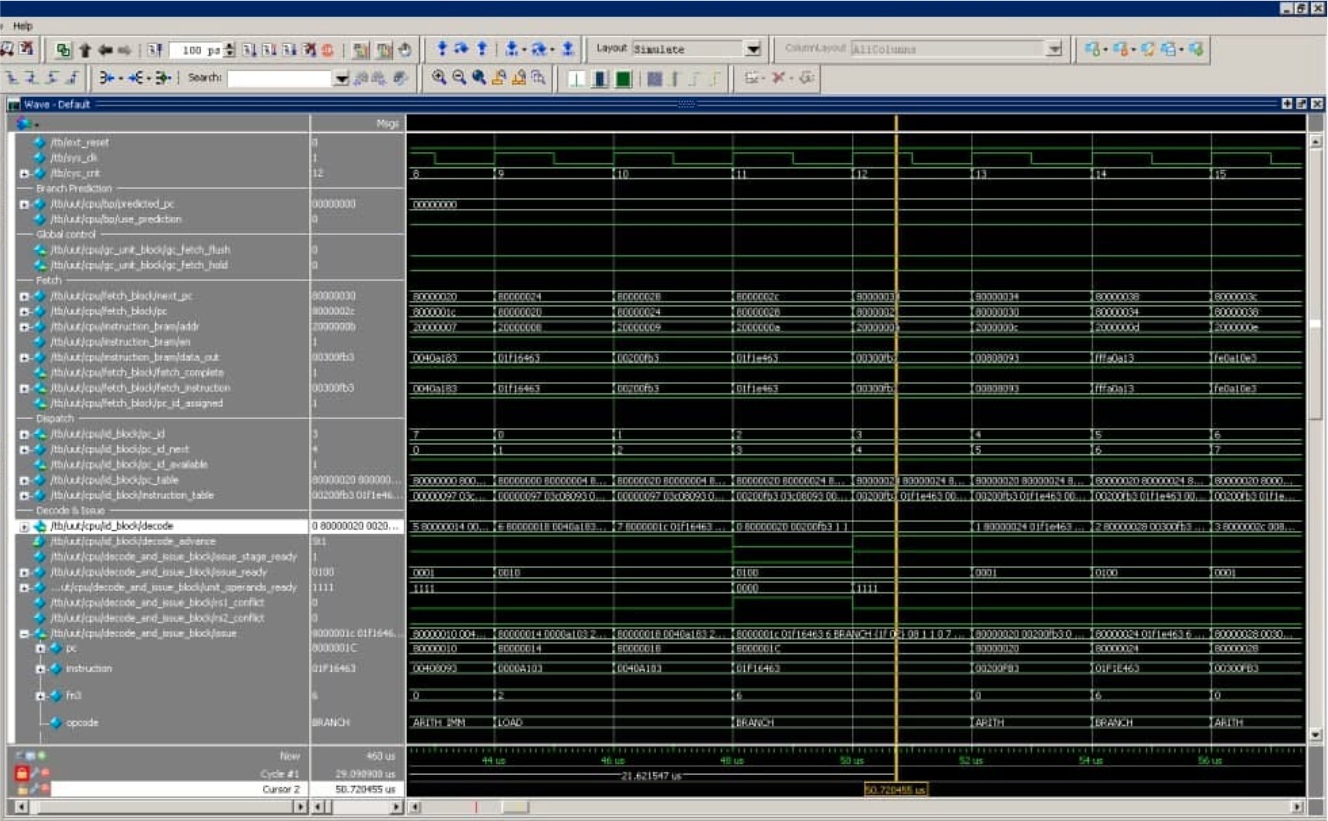 Help
100 ps Search: Layout Simulate ColumnLayout AllColumns
Wave - Default
Msgs
/tb/ext_reset 0
/tb/sys_clk 1
/tb/cyc_cnt 12 8 9 10 11 12 13 14 15
Branch Prediction
/tb/uut/cpu/bp/predicted_pc 00000000 00000000
/tb/uut/cpu/bp/use_prediction 0
Global control
/tb/uut/cpu/gc_unit_block/gc_fetch_flush 0
/tb/uut/cpu/gc_unit_block/gc_fetch_hold 0
Fetch
/tb/uut/cpu/fetch_block/next_pc 80000030 80000020 80000024 80000028 8000002c 8000003 80000034 80000038 8000003c
/tb/uut/cpu/fetch_block/pc 8000002c 8000001c 80000020 80000024 80000028 8000002 80000030 80000034 80000038
/tb/uut/cpu/instruction_bram/addr 2000000b 20000007 20000008 20000009 2000000a 2000000 2000000c 2000000d 2000000e
/tb/uut/cpu/instruction_bram/en 1
/tb/uut/cpu/instruction_bram/data_out 00300fb3 0040a183 01f16463 00200fb3 01f1e463 00300fb 00808093 fffa0a13 fe0a10e3
/tb/uut/cpu/fetch_block/fetch_complete 1
/tb/uut/cpu/fetch_block/fetch_instruction 00300fb3 0040a183 01f16463 00200fb3 01f1e463 00300fb 00808093 fffa0a13 fe0a10e3
/tb/uut/cpu/fetch_block/pc_id_assigned 1
Dispatch
/tb/uut/cpu/id_block/pc_id 3 7 0 1 2 3 4 5 6
/tb/uut/cpu/id_block/pc_id_next 4 0 1 2 3 4 5 6 7
/tb/uut/cpu/id_block/pc_id_available 1
/tb/uut/cpu/id_block/pc_table 80000020 800000... 80000000 800... 80000000 80000004 8... 80000020 80000004 8... 80000020 80000024 8... 8000002 80000024 8... 80000020 80000024 8... 80000020 80000024 8... 80000020 8000...
/tb/uut/cpu/id_block/instruction_table 00200fb3 01f1e46... 00000097 03c... 00000097 03c08093 0... 00000097 03c08093 0... 00200fb3 03c08093 00... 00200fb 01f1e463 00... 00200fb3 01f1e463 00... 00200fb3 01f1e463 00... 00200fb3 01f1e...
Decode & Issue
/tb/uut/cpu/id_block/decode 0 80000020 0020... 5 80000014 00... 6 80000018 0040a183... 7 8000001c 01f16463 ... 0 80000020 00200fb3 1 1 1 80000024 01f1e463 ... 2 80000028 00300fb3 ... 3 8000002c 008...
/tb/uut/cpu/id_block/decode_advance St1
/tb/uut/cpu/decode_and_issue_block/issue_stage_ready 1
/tb/uut/cpu/decode_and_issue_block/issue_ready 0100 0001 0010 0100 0001 0100 0001
...ut/cpu/decode_and_issue_block/unit_operands_ready 1111 1111 0000 1111
/tb/uut/cpu/decode_and_issue_block/rs1_conflict 0
/tb/uut/cpu/decode_and_issue_block/rs2_conflict 0
/tb/uut/cpu/decode_and_issue_block/issue 8000001c 01f1646... 80000010 004... 80000014 0000a103 2... 80000018 0040a183 2... 8000001c 01f16463 6 BRANCH 80000020 00200fb3 0 ... 80000024 01f1e463 6 ... 80000028 0030...
pc 8000001C 80000010 80000014 80000018 8000001C 80000020 80000024 80000028
instruction 01F16463 00408093 0000A103 0040A183 01F16463 00200FB3 01F1E463 00300FB3
fn3 6 0 2 6 0 6 0
opcode BRANCH ARITH_IMM LOAD BRANCH ARITH BRANCH ARITH
Now 460 us 44 us 46 us 48 us 50 us 52 us 54 us 56 us
Cycle #1 29.098908 us 21.621547 us
Cursor 2 50.720455 us 50.720455 us